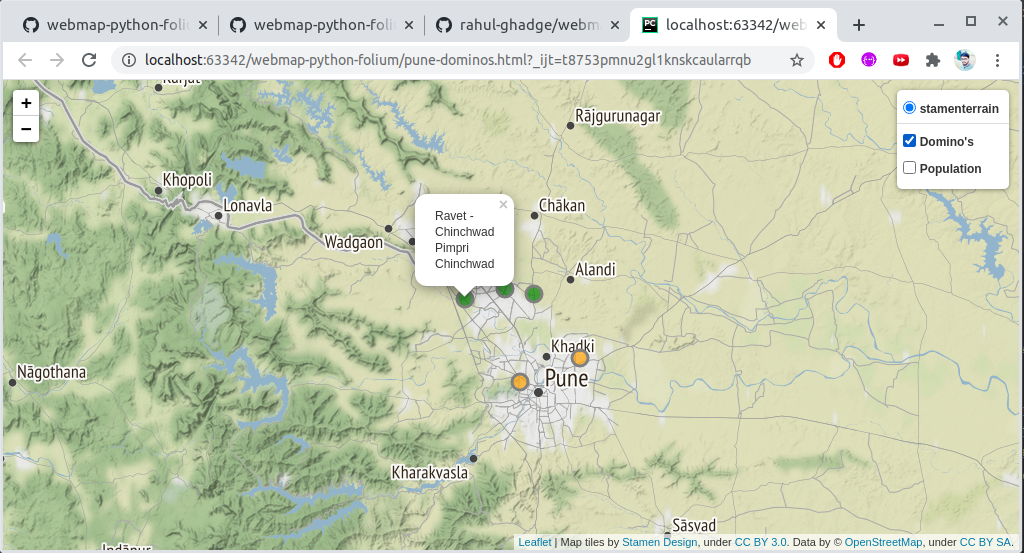 webmap-python-foliu
webmap-python-foli
rahul-ghadge/webm
localhost:63342/web
localhost:63342/webmap-python-folium/pune-dominos.html?_ijt=t8753pmnu2gl1knskcaularrqb
+
−
stamenterrain
Domino's
Population
Karjat
Rājgurunagar
Khopoli
Lonavla
Chākan
Wadgaon
Ravet -
Chinchwad
Pimpri
Chinchwad
×
Alandi
Khadki
Nāgothana
Pune
Kharakvasla
Sāsvad
Indāpur
Leaflet | Map tiles by Stamen Design, under CC BY 3.0. Data by © OpenStreetMap, under CC BY SA.